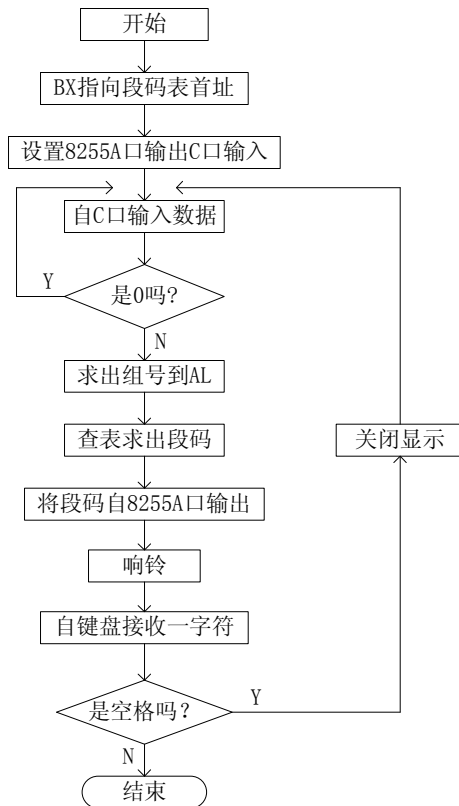 开始
BX指向段码表首址
设置8255A口输出C口输入
自C口输入数据
Y
是0吗?
N
求出组号到AL
查表求出段码
关闭显示
将段码自8255A口输出
响铃
自键盘接收一字符
是空格吗？
Y
N
结束